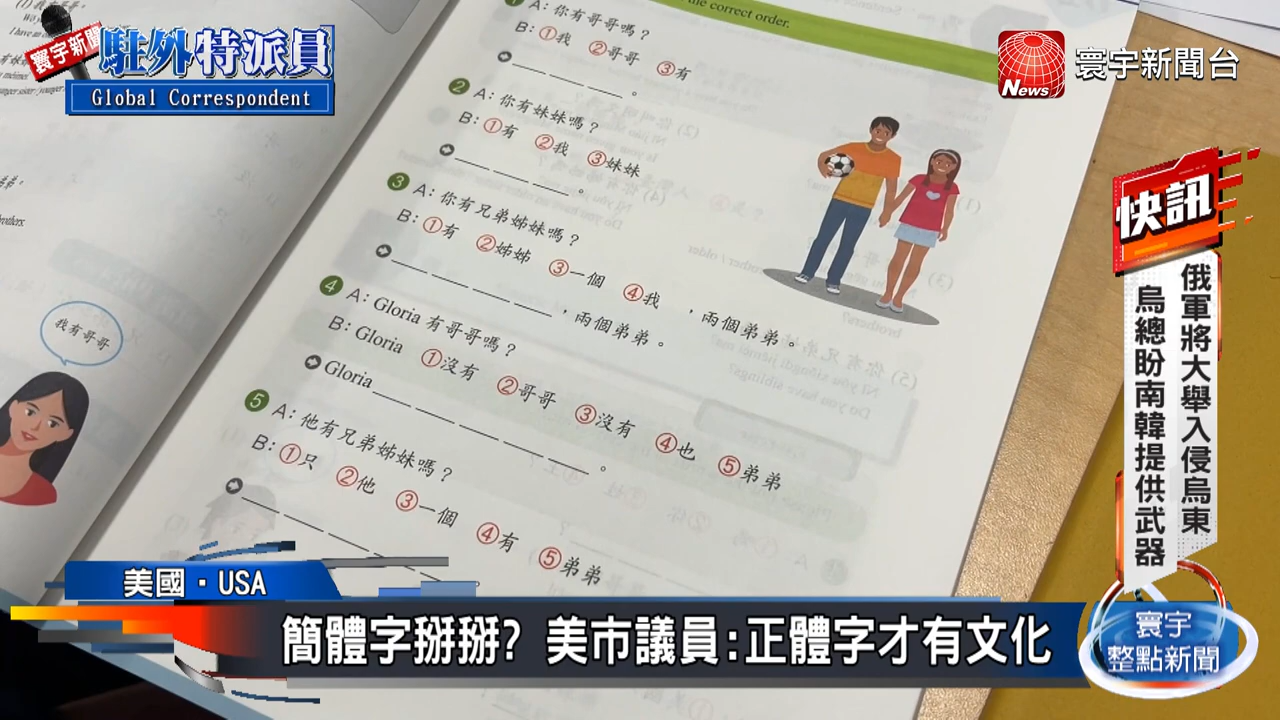 寰宇新聞
駐外特派員
Global Correspondent
News
寰宇新聞台
快訊
俄軍將大舉入侵烏東
烏總盼南韓提供武器
the correct order.
1 A: 你有哥哥嗎？
B: ①我 ②哥哥 ③有
。
2 A: 你有妹妹嗎？
B: ①有 ②我 ③妹妹
。
3 A: 你有兄弟姊妹嗎？
B: ①有 ②姊姊 ③一個 ④我 ，兩個弟弟。
，兩個弟弟。
4 A: Gloria 有哥哥嗎？
B: Gloria ①沒有 ②哥哥 ③沒有 ④也 ⑤弟弟
Gloria 。
5 A: 他有兄弟姊妹嗎？
B: ①只 ②他 ③一個 ④有 ⑤弟弟
。
我有哥哥
brothers
美國·USA
簡體字掰掰? 美市議員:正體字才有文化
寰宇
整點新聞